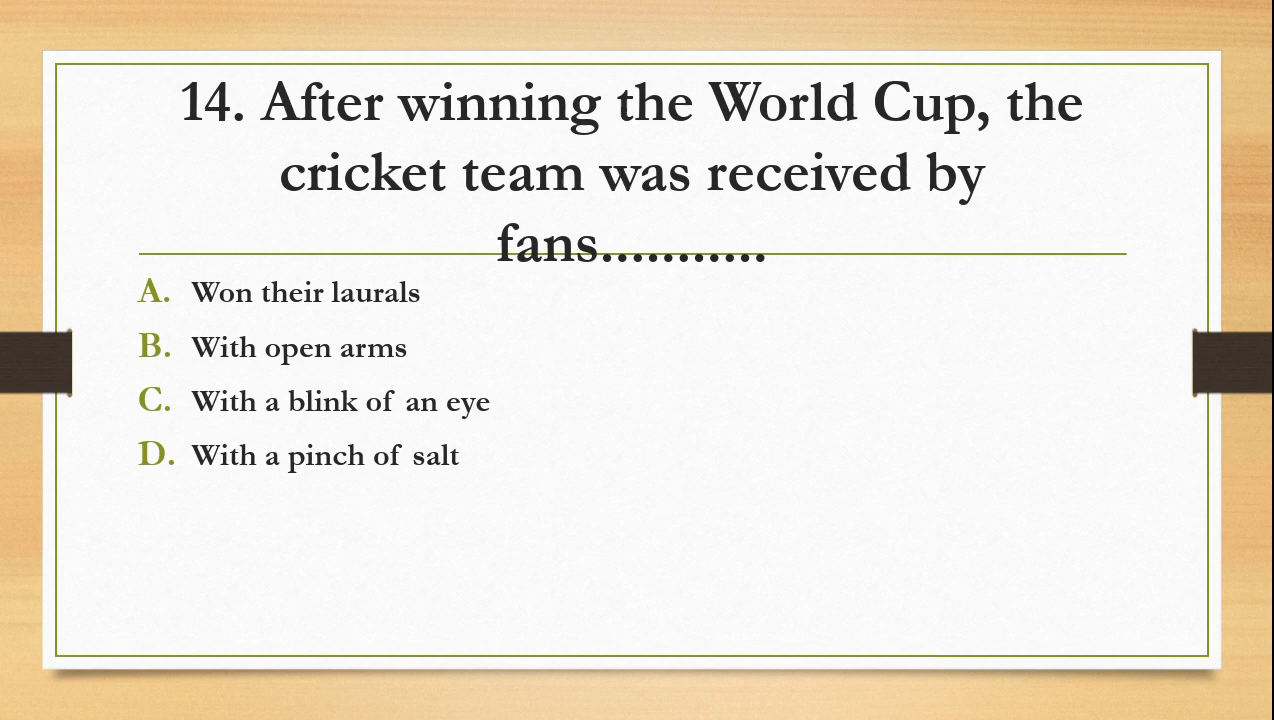 14. After winning the World Cup, the
cricket team was received by
fans...........
A. Won their laurals
B. With open arms
C. With a blink of an eye
D. With a pinch of salt